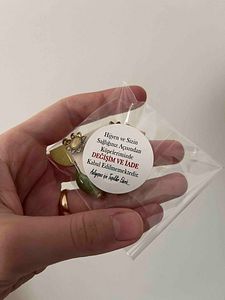 Hijyen ve Sizin
Sağlığınız Açısından
Küpelerimizde
DEĞİŞİM VE İADE
Kabul Edilmemektedir.